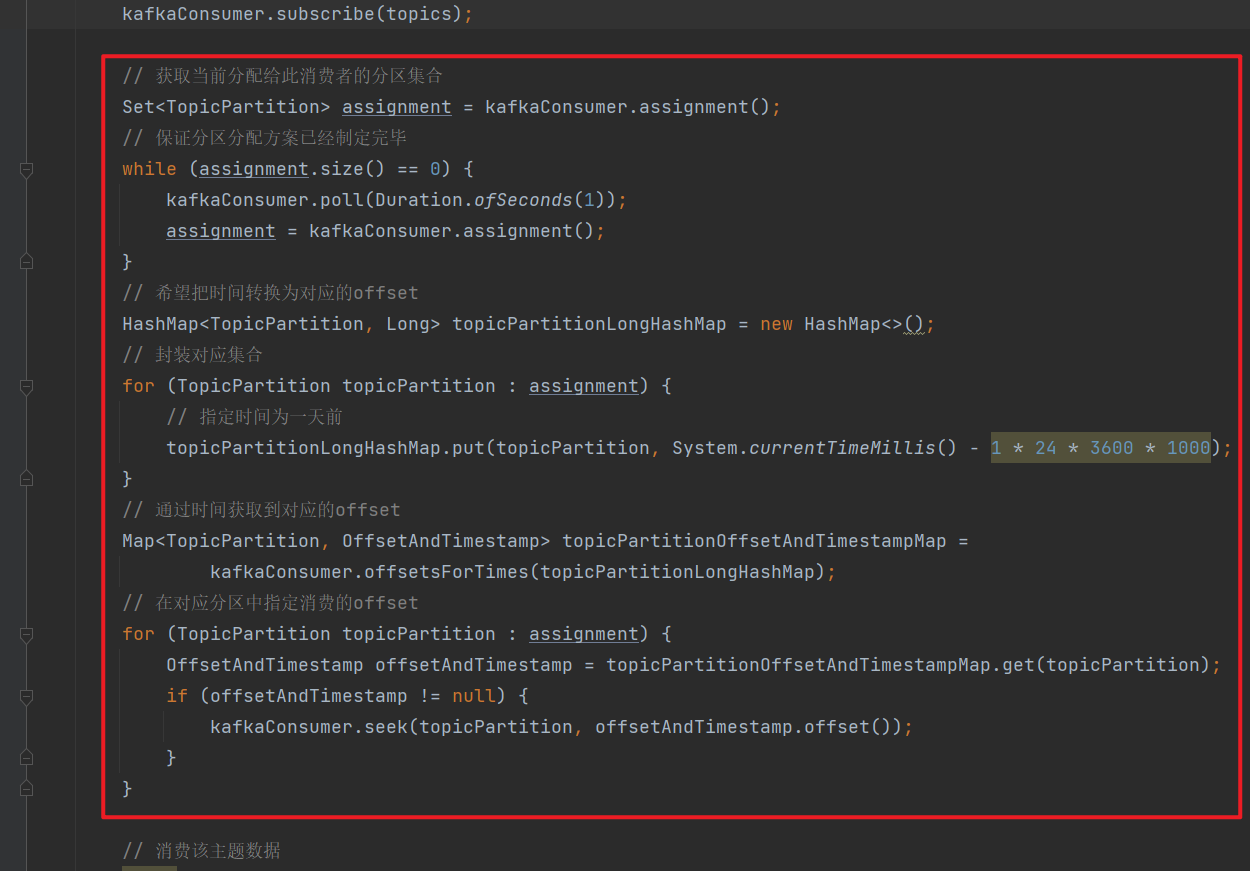 kafkaConsumer.subscribe(topics);
// 获取当前分配给此消费者的分区集合
Set<TopicPartition> assignment = kafkaConsumer.assignment();
// 保证分区分配方案已经制定完毕
while (assignment.size() == 0) {
kafkaConsumer.poll(Duration.ofSeconds(1));
assignment = kafkaConsumer.assignment();
}
// 希望把时间转换为对应的offset
HashMap<TopicPartition, Long> topicPartitionLongHashMap = new HashMap<>();
// 封装对应集合
for (TopicPartition topicPartition : assignment) {
// 指定时间为一天前
topicPartitionLongHashMap.put(topicPartition, System.currentTimeMillis() - 1 * 24 * 3600 * 1000);
}
// 通过时间获取到对应的offset
Map<TopicPartition, OffsetAndTimestamp> topicPartitionOffsetAndTimestampMap =
kafkaConsumer.offsetsForTimes(topicPartitionLongHashMap);
// 在对应分区中指定消费的offset
for (TopicPartition topicPartition : assignment) {
OffsetAndTimestamp offsetAndTimestamp = topicPartitionOffsetAndTimestampMap.get(topicPartition);
if (offsetAndTimestamp != null) {
kafkaConsumer.seek(topicPartition, offsetAndTimestamp.offset());
}
}
// 消费该主题数据